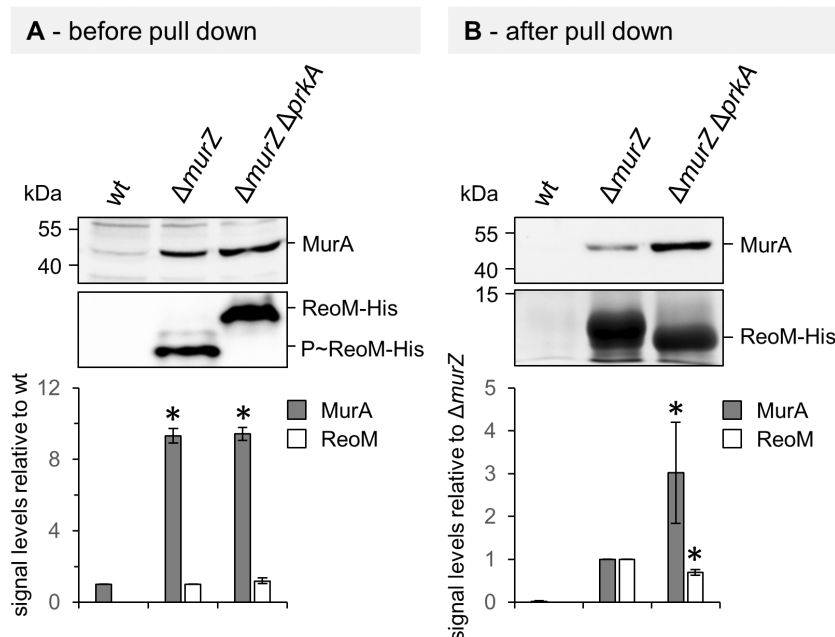 A - before pull down
kDa
wt
ΔmurZ
ΔmurZ ΔprkA
55
40
MurA
ReoM-His
P~ReoM-His
signal levels relative to wt
12
8
4
0
*
*
MurA
ReoM
B - after pull down
kDa
wt
ΔmurZ
ΔmurZ ΔprkA
55
40
15
MurA
ReoM-His
signal levels relative to ΔmurZ
5
4
3
2
1
0
*
*
MurA
ReoM